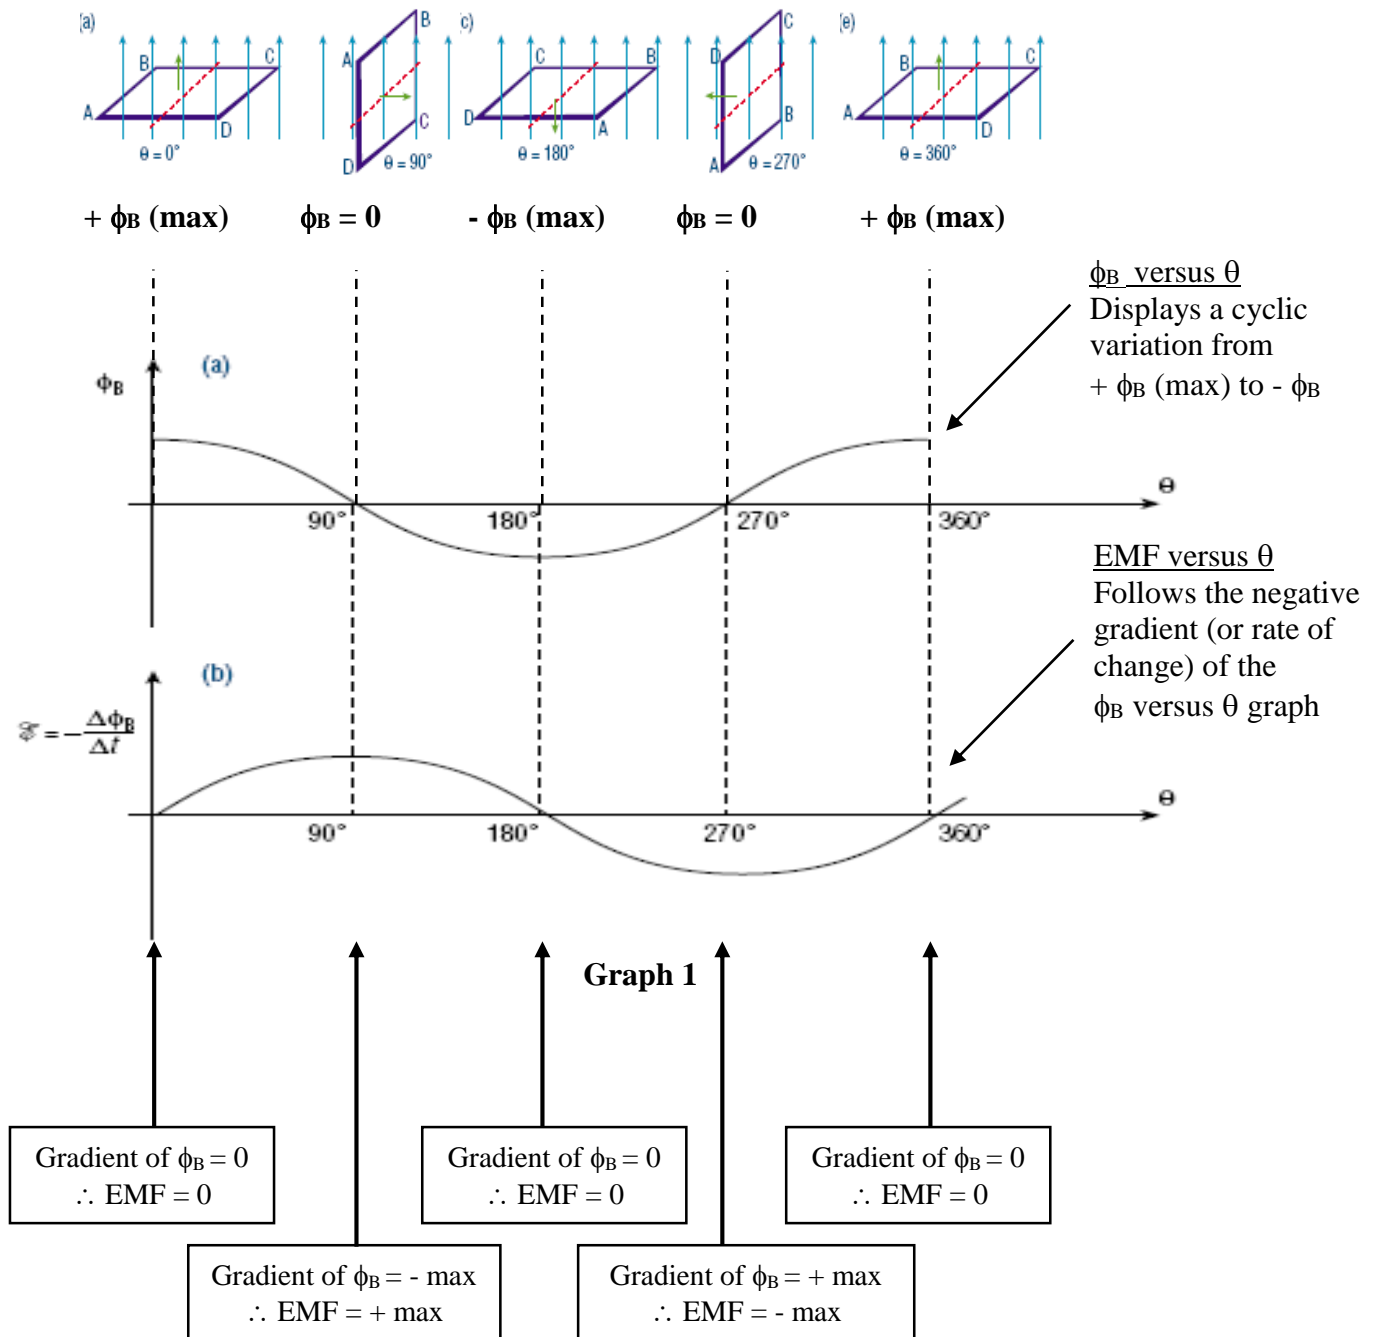 (a)
(c)
(e)
B C
A D
θ = 0°
B
A
C
D
θ = 90°
C B
D A
θ = 180°
C
D
B
A
θ = 270°
B C
A D
θ = 360°
+ ϕB (max) ϕB = 0 - ϕB (max) ϕB = 0 + ϕB (max)
ϕB versus θ
Displays a cyclic
variation from
+ ϕB (max) to - ϕB
(a)
ϕB
Θ
90° 180° 270° 360°
EMF versus θ
Follows the negative
gradient (or rate of
change) of the
ϕB versus θ graph
(b)
ℰ = - ΔϕB / Δt
Θ
90° 180° 270° 360°
Graph 1
Gradient of ϕB = 0
∴ EMF = 0
Gradient of ϕB = 0
∴ EMF = 0
Gradient of ϕB = 0
∴ EMF = 0
Gradient of ϕB = - max
∴ EMF = + max
Gradient of ϕB = + max
∴ EMF = - max